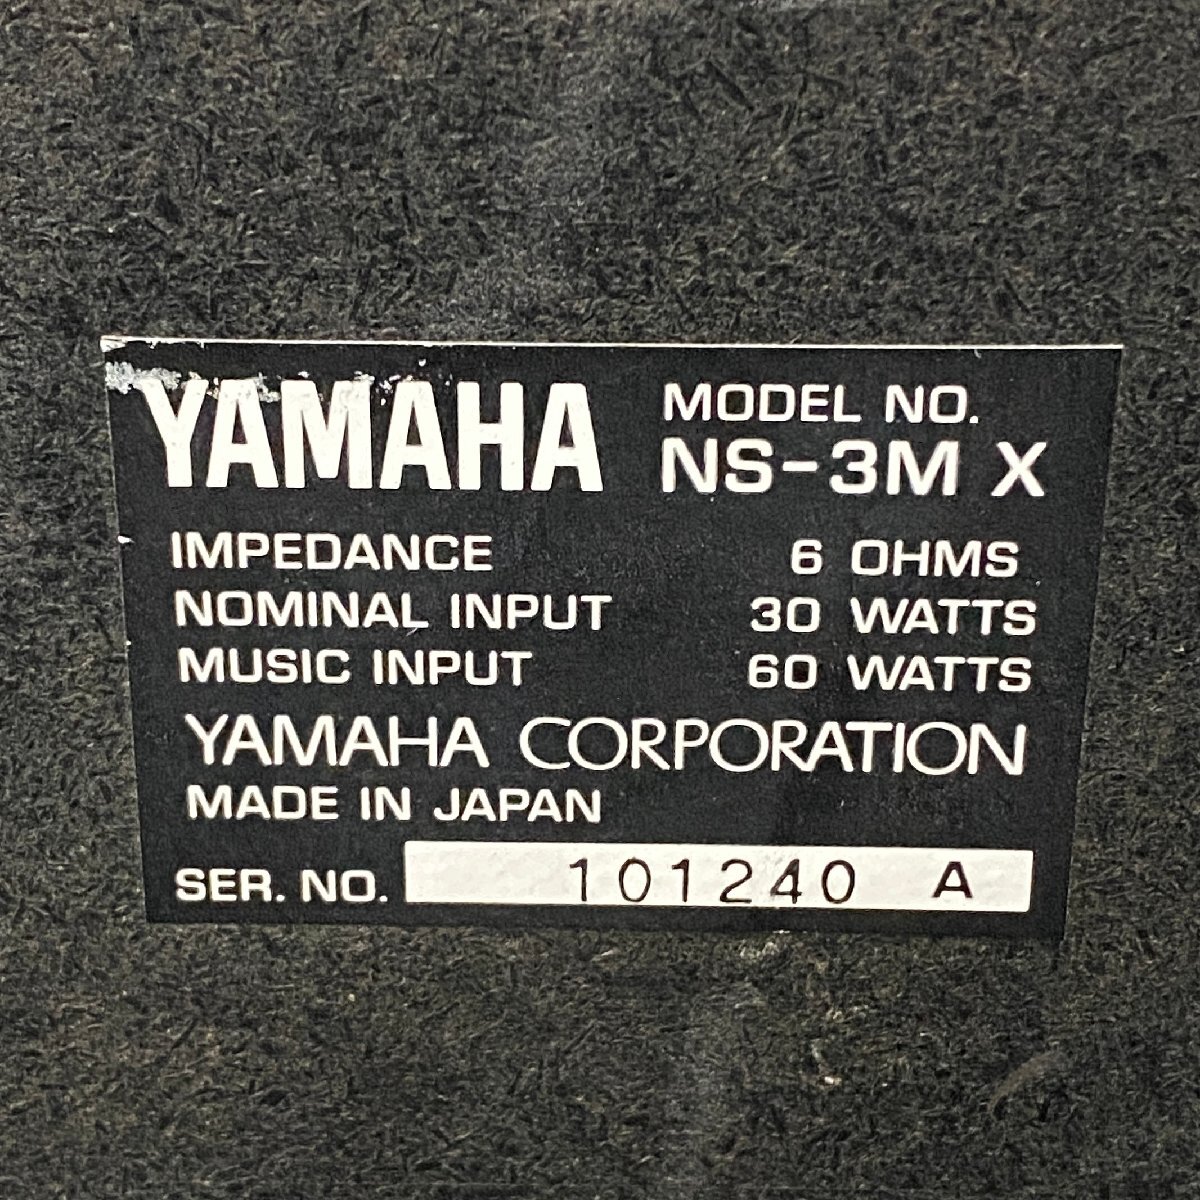 YAMAHA MODEL NO.
NS-3M X
IMPEDANCE 6 OHMS
NOMINAL INPUT 30 WATTS
MUSIC INPUT 60 WATTS
YAMAHA CORPORATION
MADE IN JAPAN
SER. NO. 101240 A